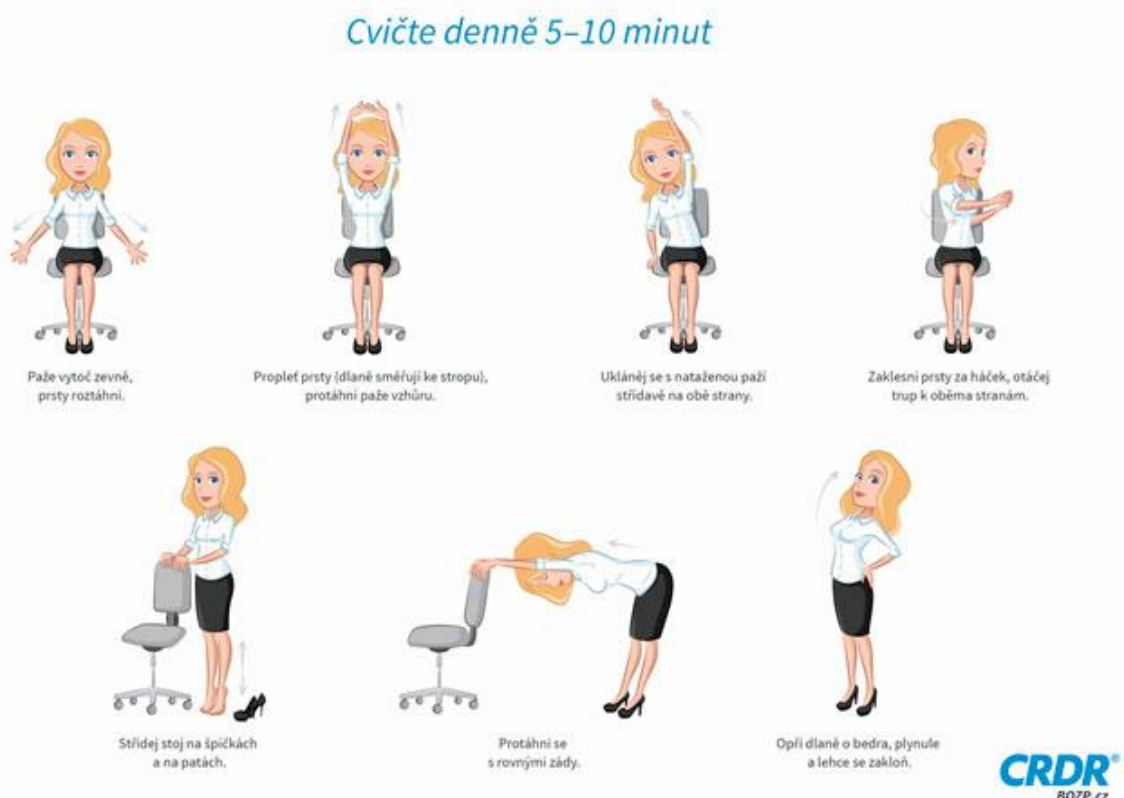 Cvičte denně 5–10 minut
Paže vytoč zevně,
prsty roztáhni.
Propleť prsty (dlaně směřují ke stropu),
protáhni paže vzhůru.
Ukláněj se s nataženou paží
střídavě na obě strany.
Zaklesni prsty za háček, otáčej
trup k oběma stranám.
Střídej stoj na špičkách
a na patách.
Protáhni se
s rovnými zády.
Opři dlaně o bedra, plynule
a lehce se zakloň.
CRDR®
BOZP.cz